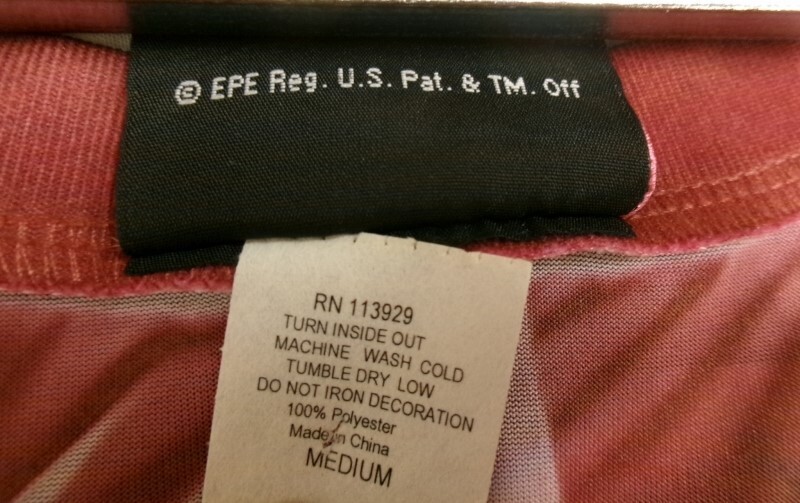 © EPE Reg. U.S. Pat. & TM. Off
RN 113929
TURN INSIDE OUT
MACHINE WASH COLD
TUMBLE DRY LOW
DO NOT IRON DECORATION
100% Polyester
Made in China
MEDIUM